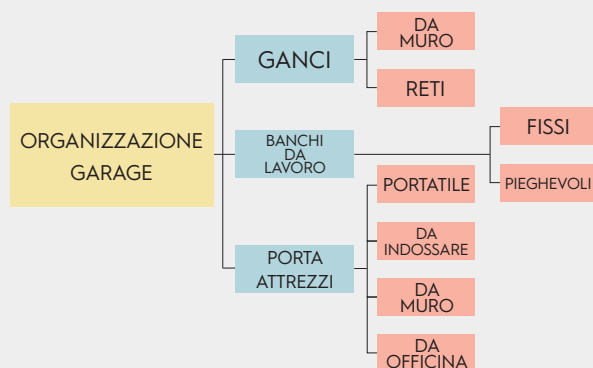 ORGANIZZAZIONE
GARAGE
GANCI
DA
MURO
RETI
BANCHI
DA
LAVORO
FISSI
PIEGHEVOLI
PORTA
ATTREZZI
PORTATILE
DA
INDOSSARE
DA
MURO
DA
OFFICINA